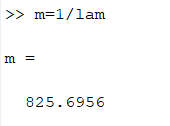 >> m=1/lam
m =
825.6956